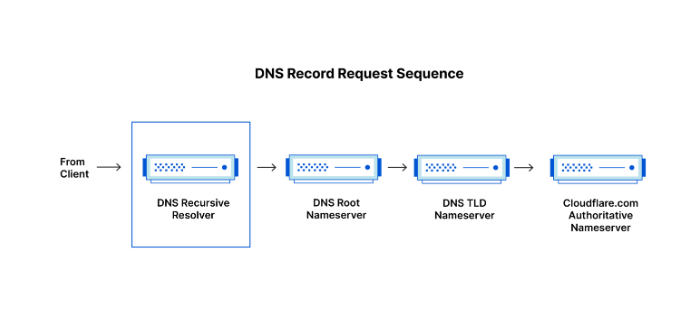 DNS Record Request Sequence
From
Client
DNS Recursive
Resolver
DNS Root
Nameserver
DNS TLD
Nameserver
Cloudflare.com
Authoritative
Nameserver